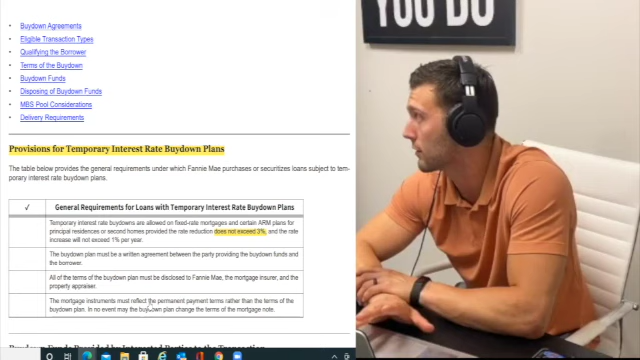 YOU DO
• Buydown Agreements
• Eligible Transaction Types
• Qualifying the Borrower
• Terms of the Buydown
• Buydown Funds
• Disposing of Buydown Funds
• MBS Pool Considerations
• Delivery Requirements
Provisions for Temporary Interest Rate Buydown Plans
The table below provides the general requirements under which Fannie Mae purchases or securitizes loans subject to tem-
porary interest rate buydown plans.
✓ General Requirements for Loans with Temporary Interest Rate Buydown Plans
Temporary interest rate buydowns are allowed on fixed-rate mortgages and certain ARM plans for
principal residences or second homes provided the rate reduction does not exceed 3%, and the rate
increase will not exceed 1% per year.
The buydown plan must be a written agreement between the party providing the buydown funds and
the borrower.
All of the terms of the buydown plan must be disclosed to Fannie Mae, the mortgage insurer, and the
property appraiser.
The mortgage instruments must reflect the permanent payment terms rather than the terms of the
buydown plan. In no event may the buydown plan change the terms of the mortgage note.
Buydown Funds Provided by Interested Parties to the Transaction